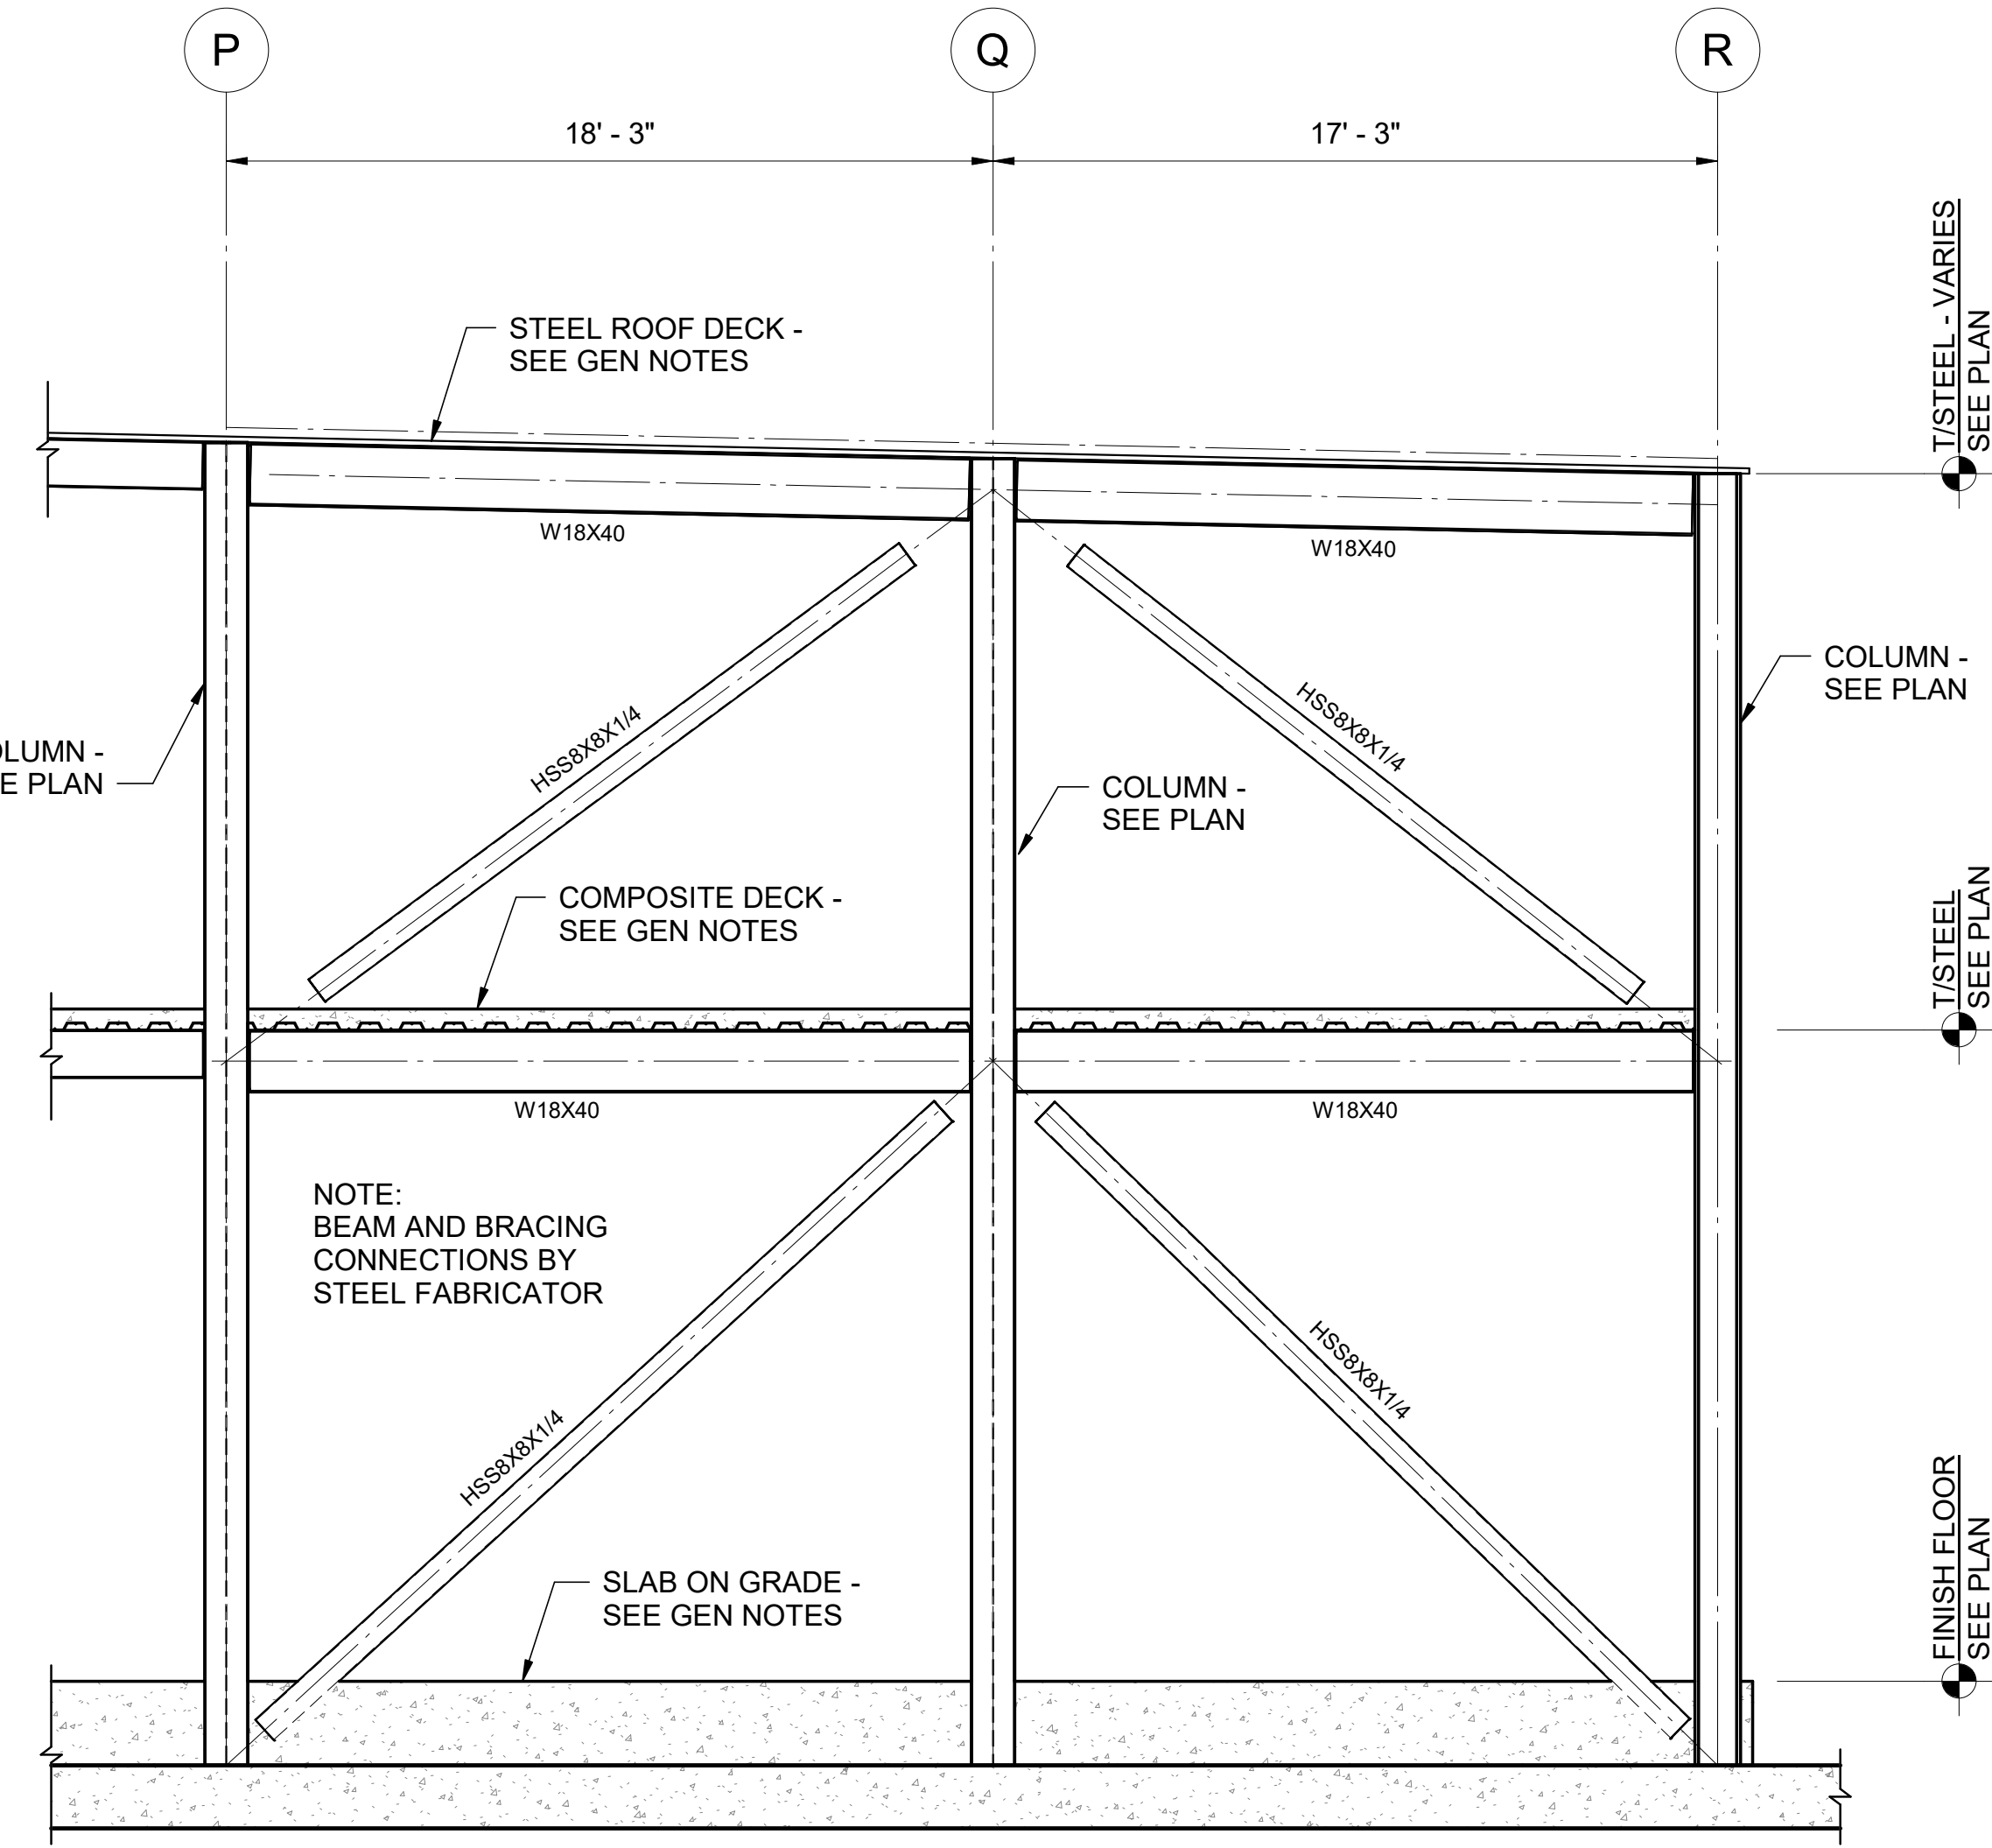 P
Q
R
18' - 3"
17' - 3"
T/STEEL - VARIES
SEE PLAN
STEEL ROOF DECK -
SEE GEN NOTES
W18X40
W18X40
HSS8X8X1/4
HSS8X8X1/4
COLUMN -
SEE PLAN
OLUMN -
E PLAN
COLUMN -
SEE PLAN
COMPOSITE DECK -
SEE GEN NOTES
T/STEEL
SEE PLAN
W18X40
W18X40
NOTE:
BEAM AND BRACING
CONNECTIONS BY
STEEL FABRICATOR
HSS8X8X1/4
HSS8X8X1/4
SLAB ON GRADE -
SEE GEN NOTES
FINISH FLOOR
SEE PLAN